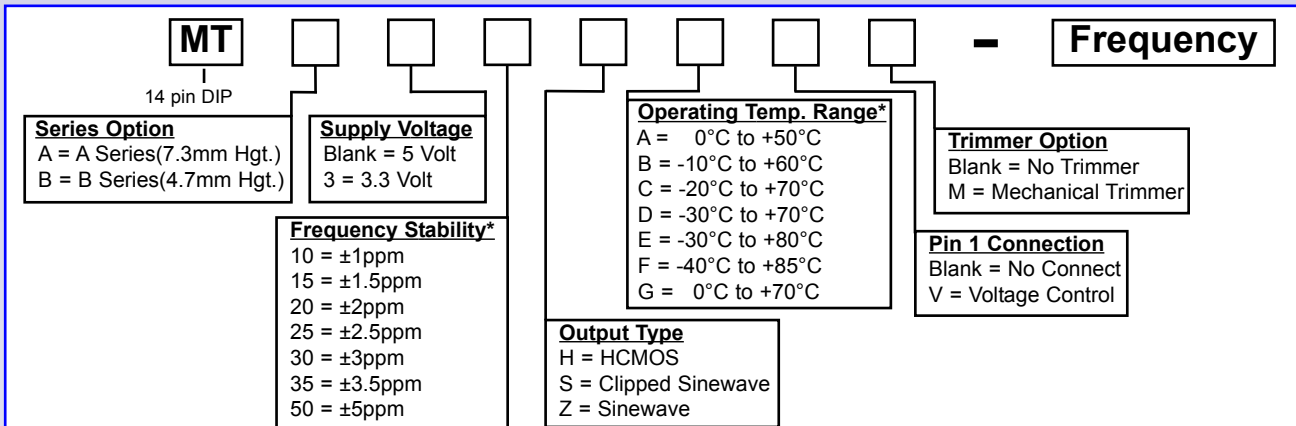 MT - Frequency
14 pin DIP
Series Option
A = A Series(7.3mm Hgt.)
B = B Series(4.7mm Hgt.)
Supply Voltage
Blank = 5 Volt
3 = 3.3 Volt
Frequency Stability*
10 = ±1ppm
15 = ±1.5ppm
20 = ±2ppm
25 = ±2.5ppm
30 = ±3ppm
35 = ±3.5ppm
50 = ±5ppm
Output Type
H = HCMOS
S = Clipped Sinewave
Z = Sinewave
Operating Temp. Range*
A = 0°C to +50°C
B = -10°C to +60°C
C = -20°C to +70°C
D = -30°C to +70°C
E = -30°C to +80°C
F = -40°C to +85°C
G = 0°C to +70°C
Pin 1 Connection
Blank = No Connect
V = Voltage Control
Trimmer Option
Blank = No Trimmer
M = Mechanical Trimmer